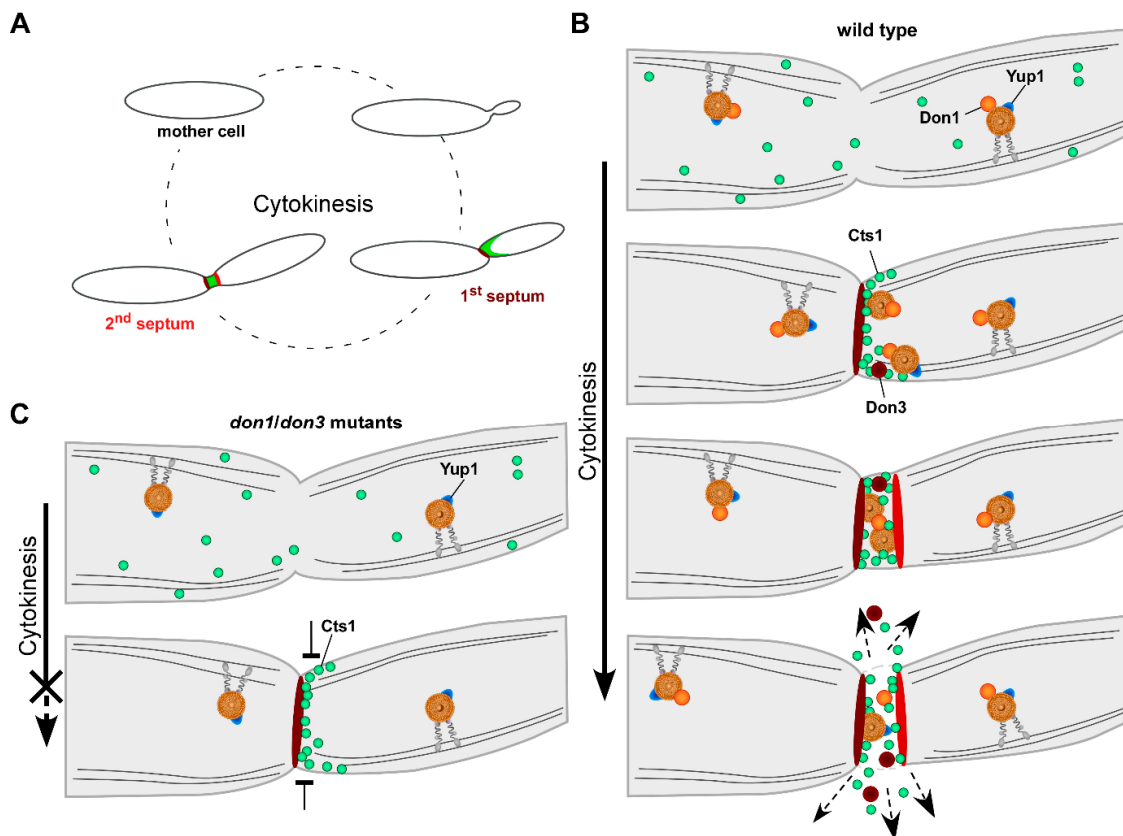 A
mother cell
Cytokinesis
1st septum
2nd septum
B
wild type
Yup1
Don1
Cts1
Don3
Cytokinesis
C
don1/don3 mutants
Yup1
Cts1
Cytokinesis